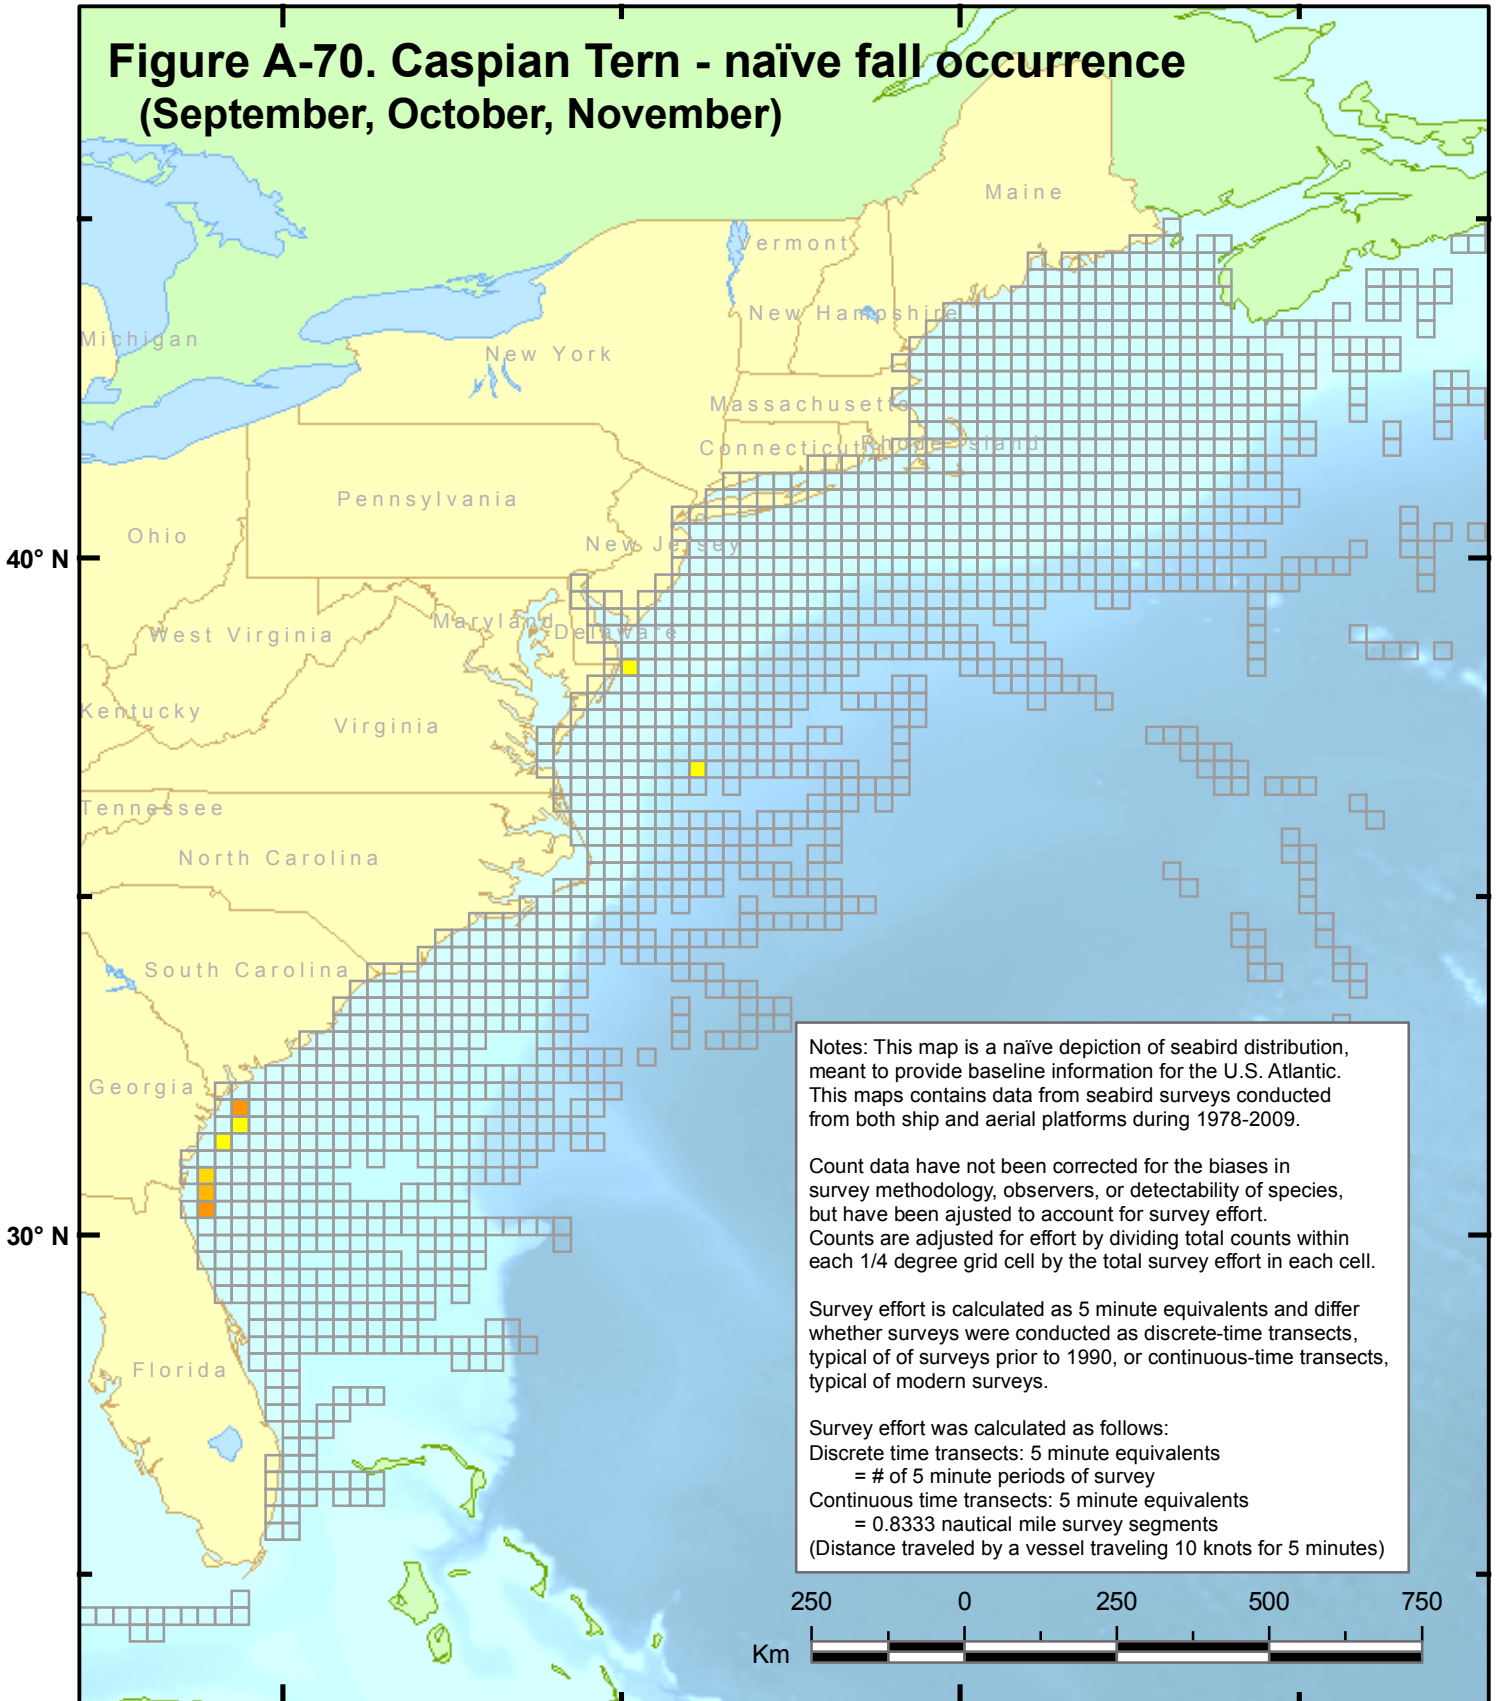 Figure A-70. Caspian Tern - naïve fall occurrence
(September, October, November)
Maine
Vermont
New Hampshire
Michigan
New York
Massachusetts
Connecticut
Rhode Island
Pennsylvania
Ohio
New Jersey
40° N
West Virginia
Maryland
Delaware
Kentucky
Virginia
Tennessee
North Carolina
South Carolina
Georgia
30° N
Florida
Notes: This map is a naïve depiction of seabird distribution,
meant to provide baseline information for the U.S. Atlantic.
This maps contains data from seabird surveys conducted
from both ship and aerial platforms during 1978-2009.
Count data have not been corrected for the biases in
survey methodology, observers, or detectability of species,
but have been ajusted to account for survey effort.
Counts are adjusted for effort by dividing total counts within
each 1/4 degree grid cell by the total survey effort in each cell.
Survey effort is calculated as 5 minute equivalents and differ
whether surveys were conducted as discrete-time transects,
typical of of surveys prior to 1990, or continuous-time transects,
typical of modern surveys.
Survey effort was calculated as follows:
Discrete time transects: 5 minute equivalents
= # of 5 minute periods of survey
Continuous time transects: 5 minute equivalents
= 0.8333 nautical mile survey segments
(Distance traveled by a vessel traveling 10 knots for 5 minutes)
250 0 250 500 750
Km